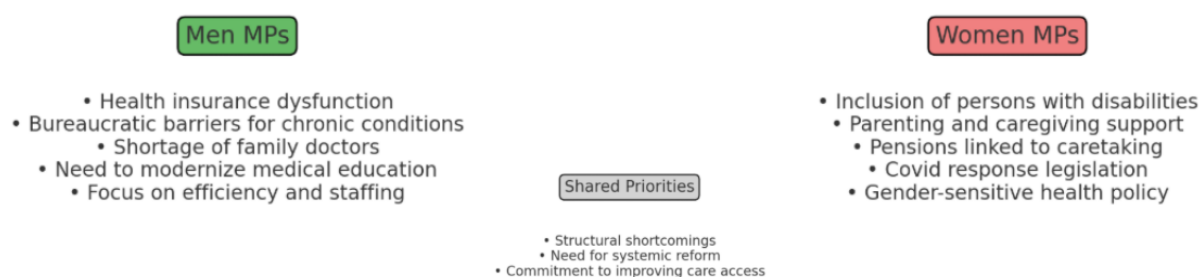 Men MPs
• Health insurance dysfunction
• Bureaucratic barriers for chronic conditions
• Shortage of family doctors
• Need to modernize medical education
• Focus on efficiency and staffing
Women MPs
• Inclusion of persons with disabilities
• Parenting and caregiving support
• Pensions linked to caretaking
• Covid response legislation
• Gender-sensitive health policy
Shared Priorities
• Structural shortcomings
• Need for systemic reform
• Commitment to improving care access